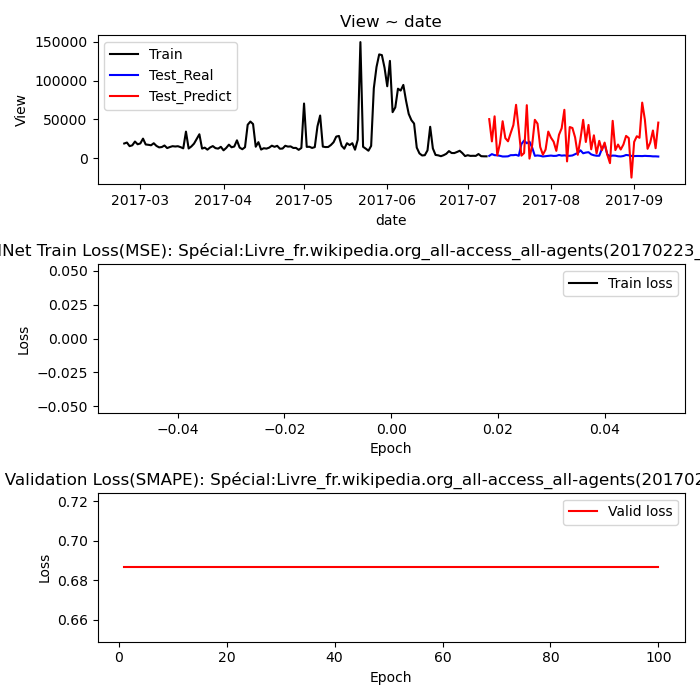 View ~ date
150000
100000
50000
0
View
Train
Test_Real
Test_Predict
2017-03 2017-04 2017-05 2017-06 2017-07 2017-08 2017-09
date
Net Train Loss(MSE): Spécial:Livre_fr.wikipedia.org_all-access_all-agents(20170223_
0.050
0.025
0.000
−0.025
−0.050
Loss
Train loss
−0.04 −0.02 0.00 0.02 0.04
Epoch
Validation Loss(SMAPE): Spécial:Livre_fr.wikipedia.org_all-access_all-agents(201702
0.72
0.70
0.68
0.66
Loss
Valid loss
0 20 40 60 80 100
Epoch